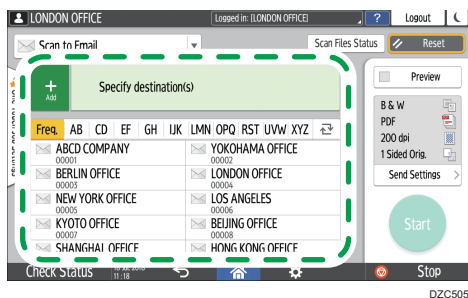 LONDON OFFICE
Logged in: [LONDON OFFICE]
?
Logout
Scan to Email
Scan Files Status
Reset
+
Add
Specify destination(s)
Preview
Freq. AB CD EF GH IJK LMN OPQ RST UVW XYZ
B & W
PDF
200 dpi
1 Sided Orig.
Send Settings >
ABCD COMPANY
00001
YOKOHAMA OFFICE
00002
BERLIN OFFICE
00003
LONDON OFFICE
00004
NEW YORK OFFICE
00005
LOS ANGELES
00006
KYOTO OFFICE
00007
BEIJING OFFICE
00008
SHANGHAI OFFICE
HONG KONG OFFICE
Start
Check Status
11:18
Stop
DZC505